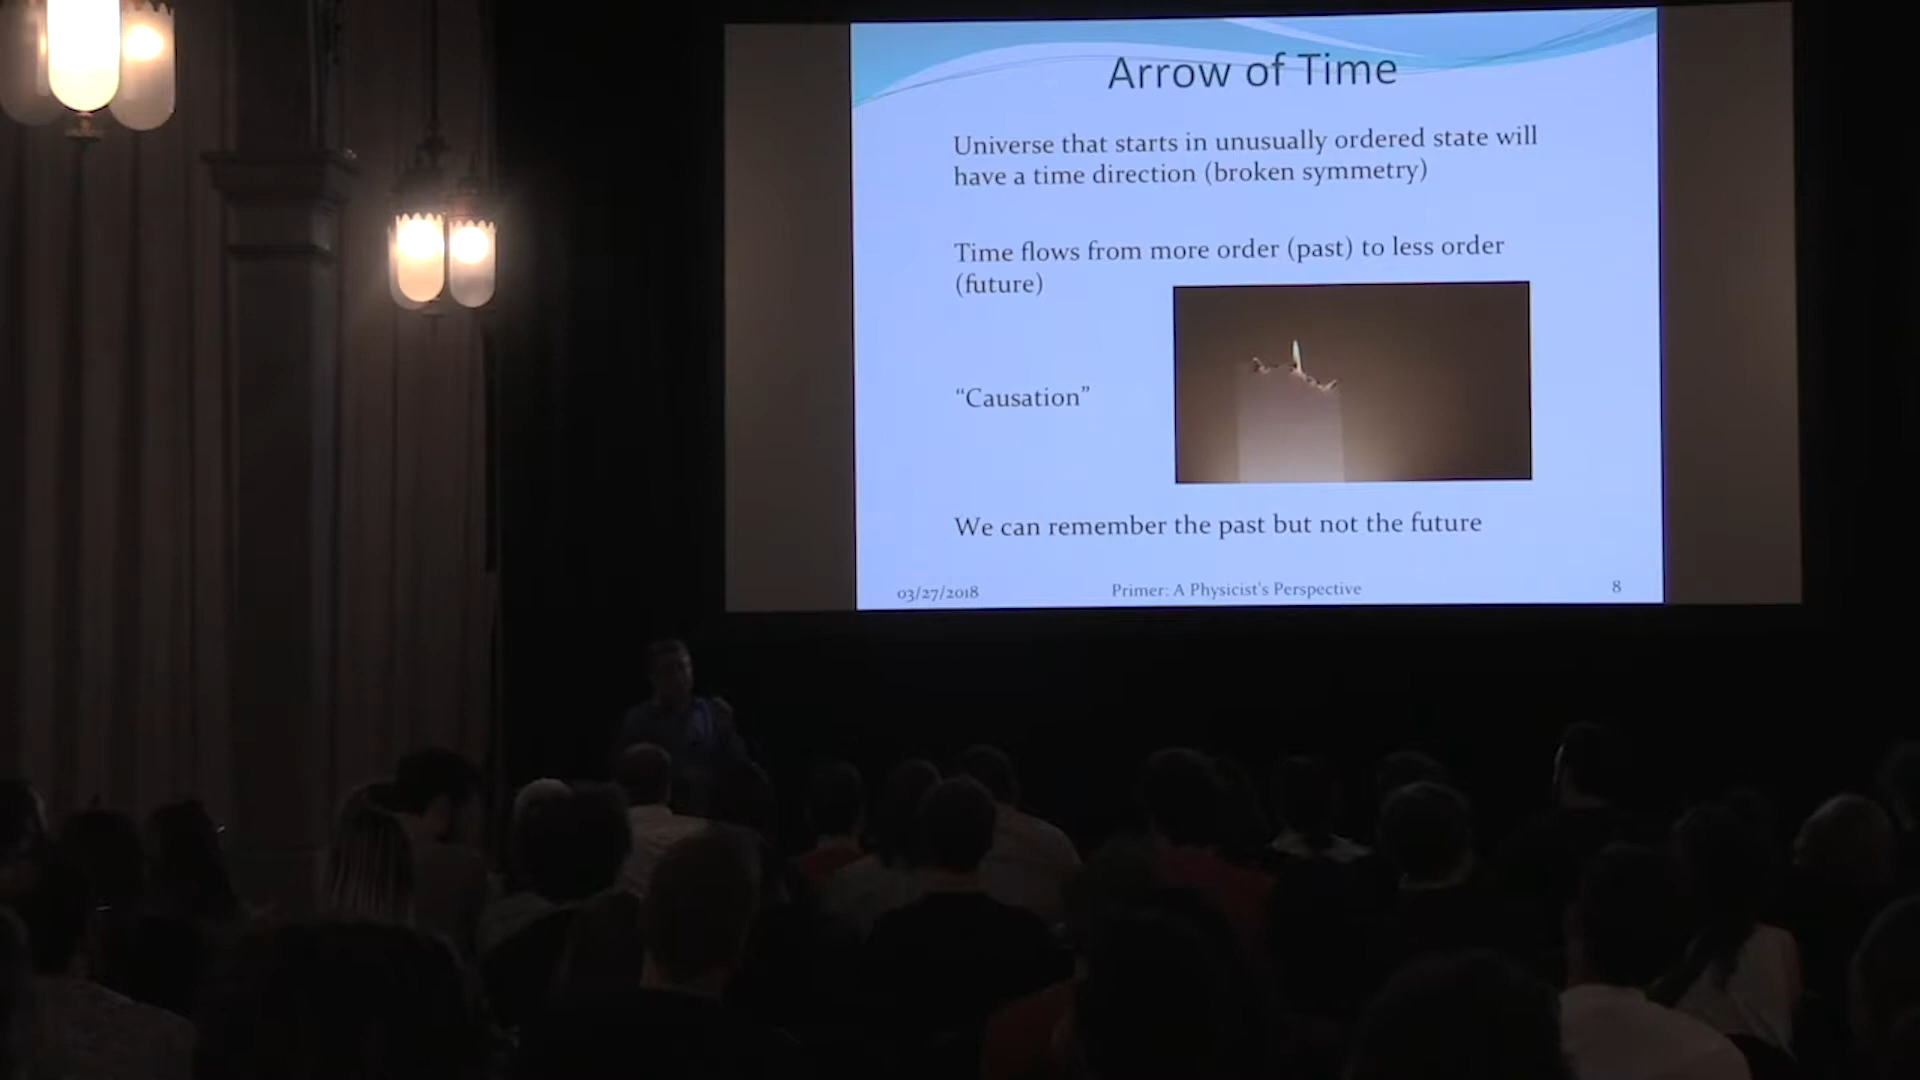 Arrow of Time
Universe that starts in unusually ordered state will
have a time direction (broken symmetry)
Time flows from more order (past) to less order
(future)
“Causation”
We can remember the past but not the future
03/27/2018
Primer: A Physicist's Perspective
8